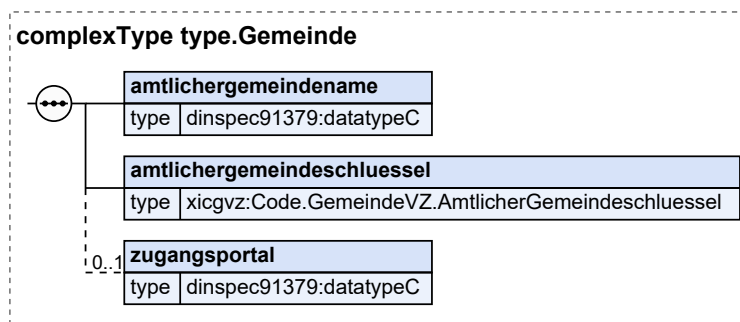 complexType type.Gemeinde
amtlichergemeindename
type dinspec91379:datatypeC
amtlichergemeindeschluessel
type xicgvz:Code.GemeindeVZ.AmtlicherGemeindeschluessel
0..1 zugangsportal
type dinspec91379:datatypeC